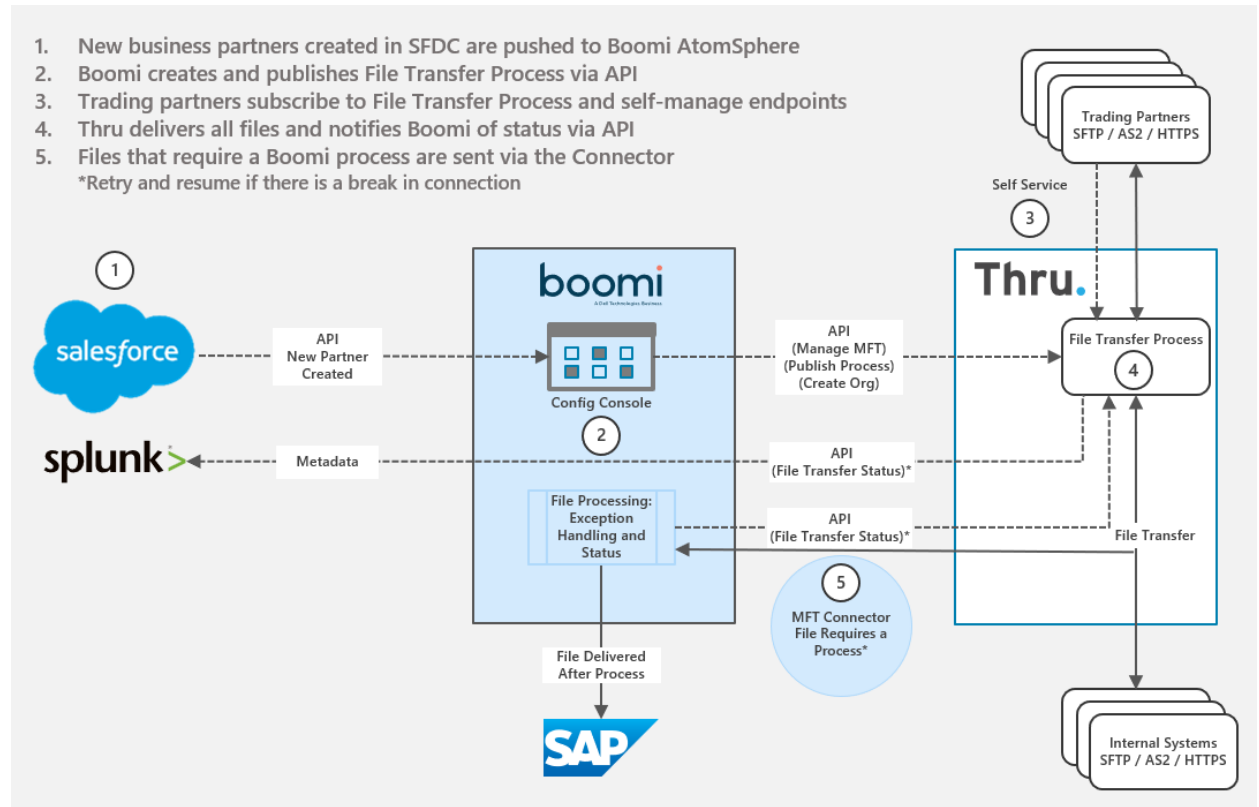 1. New business partners created in SFDC are pushed to Boomi AtomSphere
2. Boomi creates and publishes File Transfer Process via API
3. Trading partners subscribe to File Transfer Process and self-manage endpoints
4. Thru delivers all files and notifies Boomi of status via API
5. Files that require a Boomi process are sent via the Connector
*Retry and resume if there is a break in connection
Trading Partners
SFTP / AS2 / HTTPS
Self Service
3
1
boomi
A Dell Technologies Business
Thru.
salesforce
API
New Partner
Created
Config Console
2
API
(Manage MFT)
(Publish Process)
(Create Org)
File Transfer Process
4
splunk>
Metadata
API
(File Transfer Status)*
File Processing:
Exception
Handling and
Status
API
(File Transfer Status)*
File Transfer
5
MFT Connector
File Requires a
Process*
File Delivered
After Process
SAP
Internal Systems
SFTP / AS2 / HTTPS